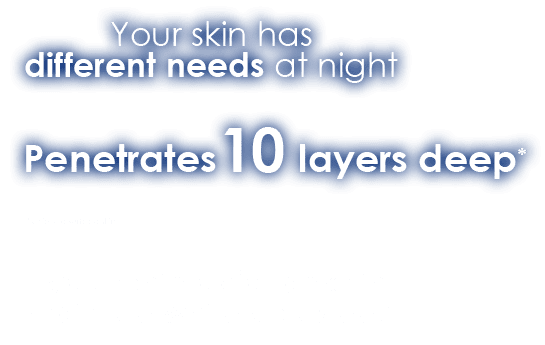 Your skin has
different needs at night
Penetrates 10 layers deep*